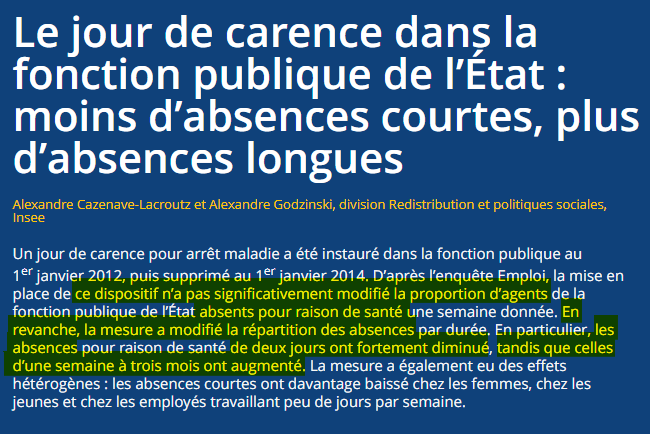 Le jour de carence dans la
fonction publique de l’État :
moins d’absences courtes, plus
d’absences longues
Alexandre Cazenave-Lacroutz et Alexandre Godzinski, division Redistribution et politiques sociales,
Insee
Un jour de carence pour arrêt maladie a été instauré dans la fonction publique au
1er janvier 2012, puis supprimé au 1er janvier 2014. D’après l’enquête Emploi, la mise en
place de ce dispositif n’a pas significativement modifié la proportion d’agents de la
fonction publique de l’État absents pour raison de santé une semaine donnée. En
revanche, la mesure a modifié la répartition des absences par durée. En particulier, les
absences pour raison de santé de deux jours ont fortement diminué, tandis que celles
d’une semaine à trois mois ont augmenté. La mesure a également eu des effets
hétérogènes : les absences courtes ont davantage baissé chez les femmes, chez les
jeunes et chez les employés travaillant peu de jours par semaine.